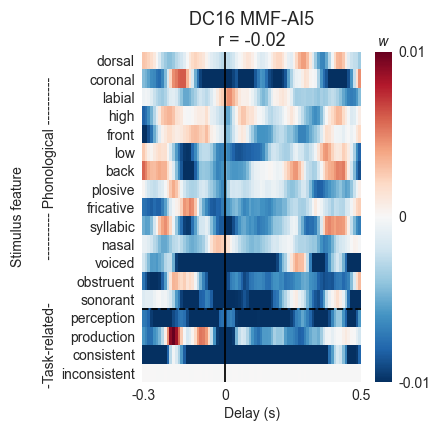 DC16 MMF-AI5
r = -0.02
w
dorsal
coronal
labial
high
front
low
back
plosive
fricative
syllabic
nasal
voiced
obstruent
sonorant
perception
production
consistent
inconsistent
Stimulus feature
-Task-related- ---------- Phonological ----------
0.01
0
-0.01
-0.3 0 0.5
Delay (s)